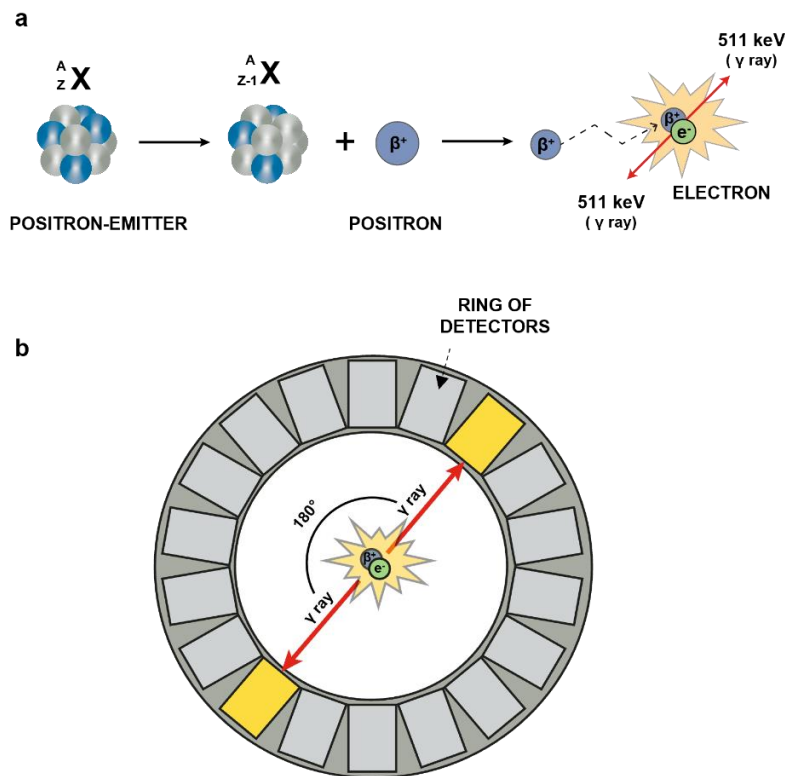 a
A
Z X
A
Z-1 X
+
β+
β+
β+
e-
511 keV
( γ ray)
511 keV
( γ ray)
POSITRON-EMITTER
POSITRON
ELECTRON
b
RING OF
DETECTORS
180°
γ ray
β+
e-
γ ray